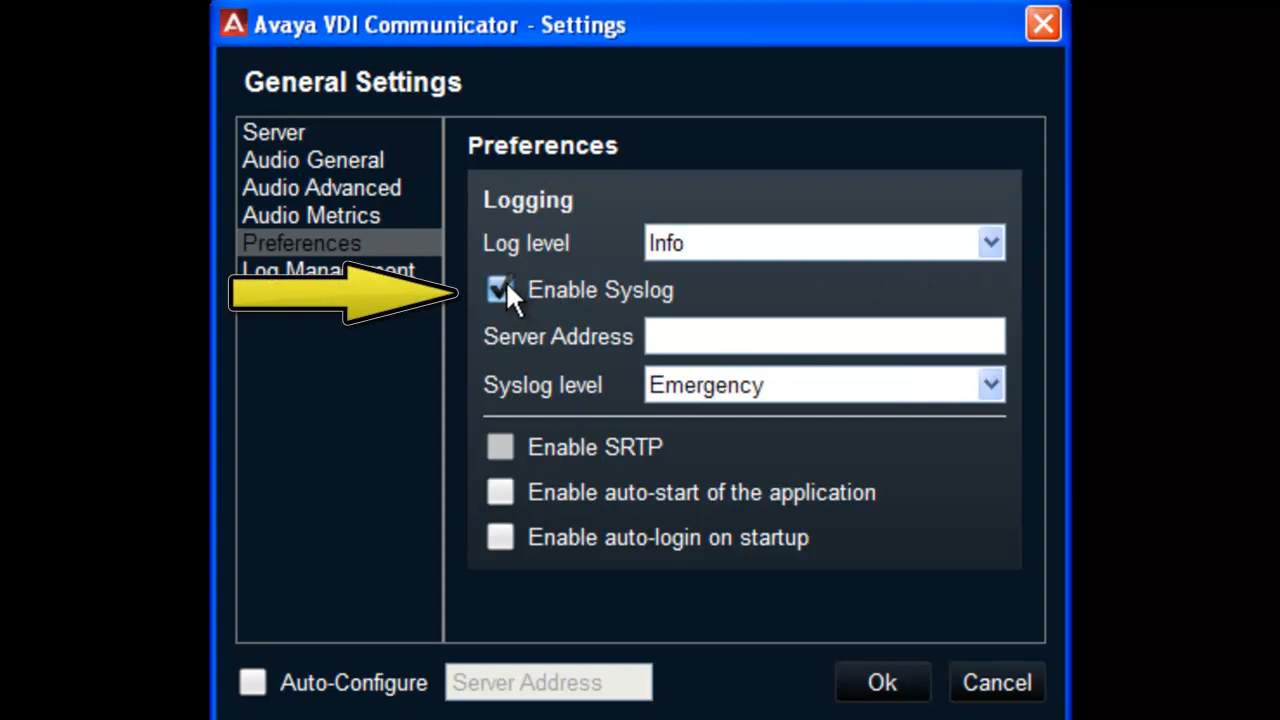 Avaya VDI Communicator - Settings
General Settings
Server
Audio General
Audio Advanced
Audio Metrics
Preferences
Log Management
Preferences
Logging
Log level Info
Enable Syslog
Server Address
Syslog level Emergency
Enable SRTP
Enable auto-start of the application
Enable auto-login on startup
Auto-Configure Server Address Ok Cancel